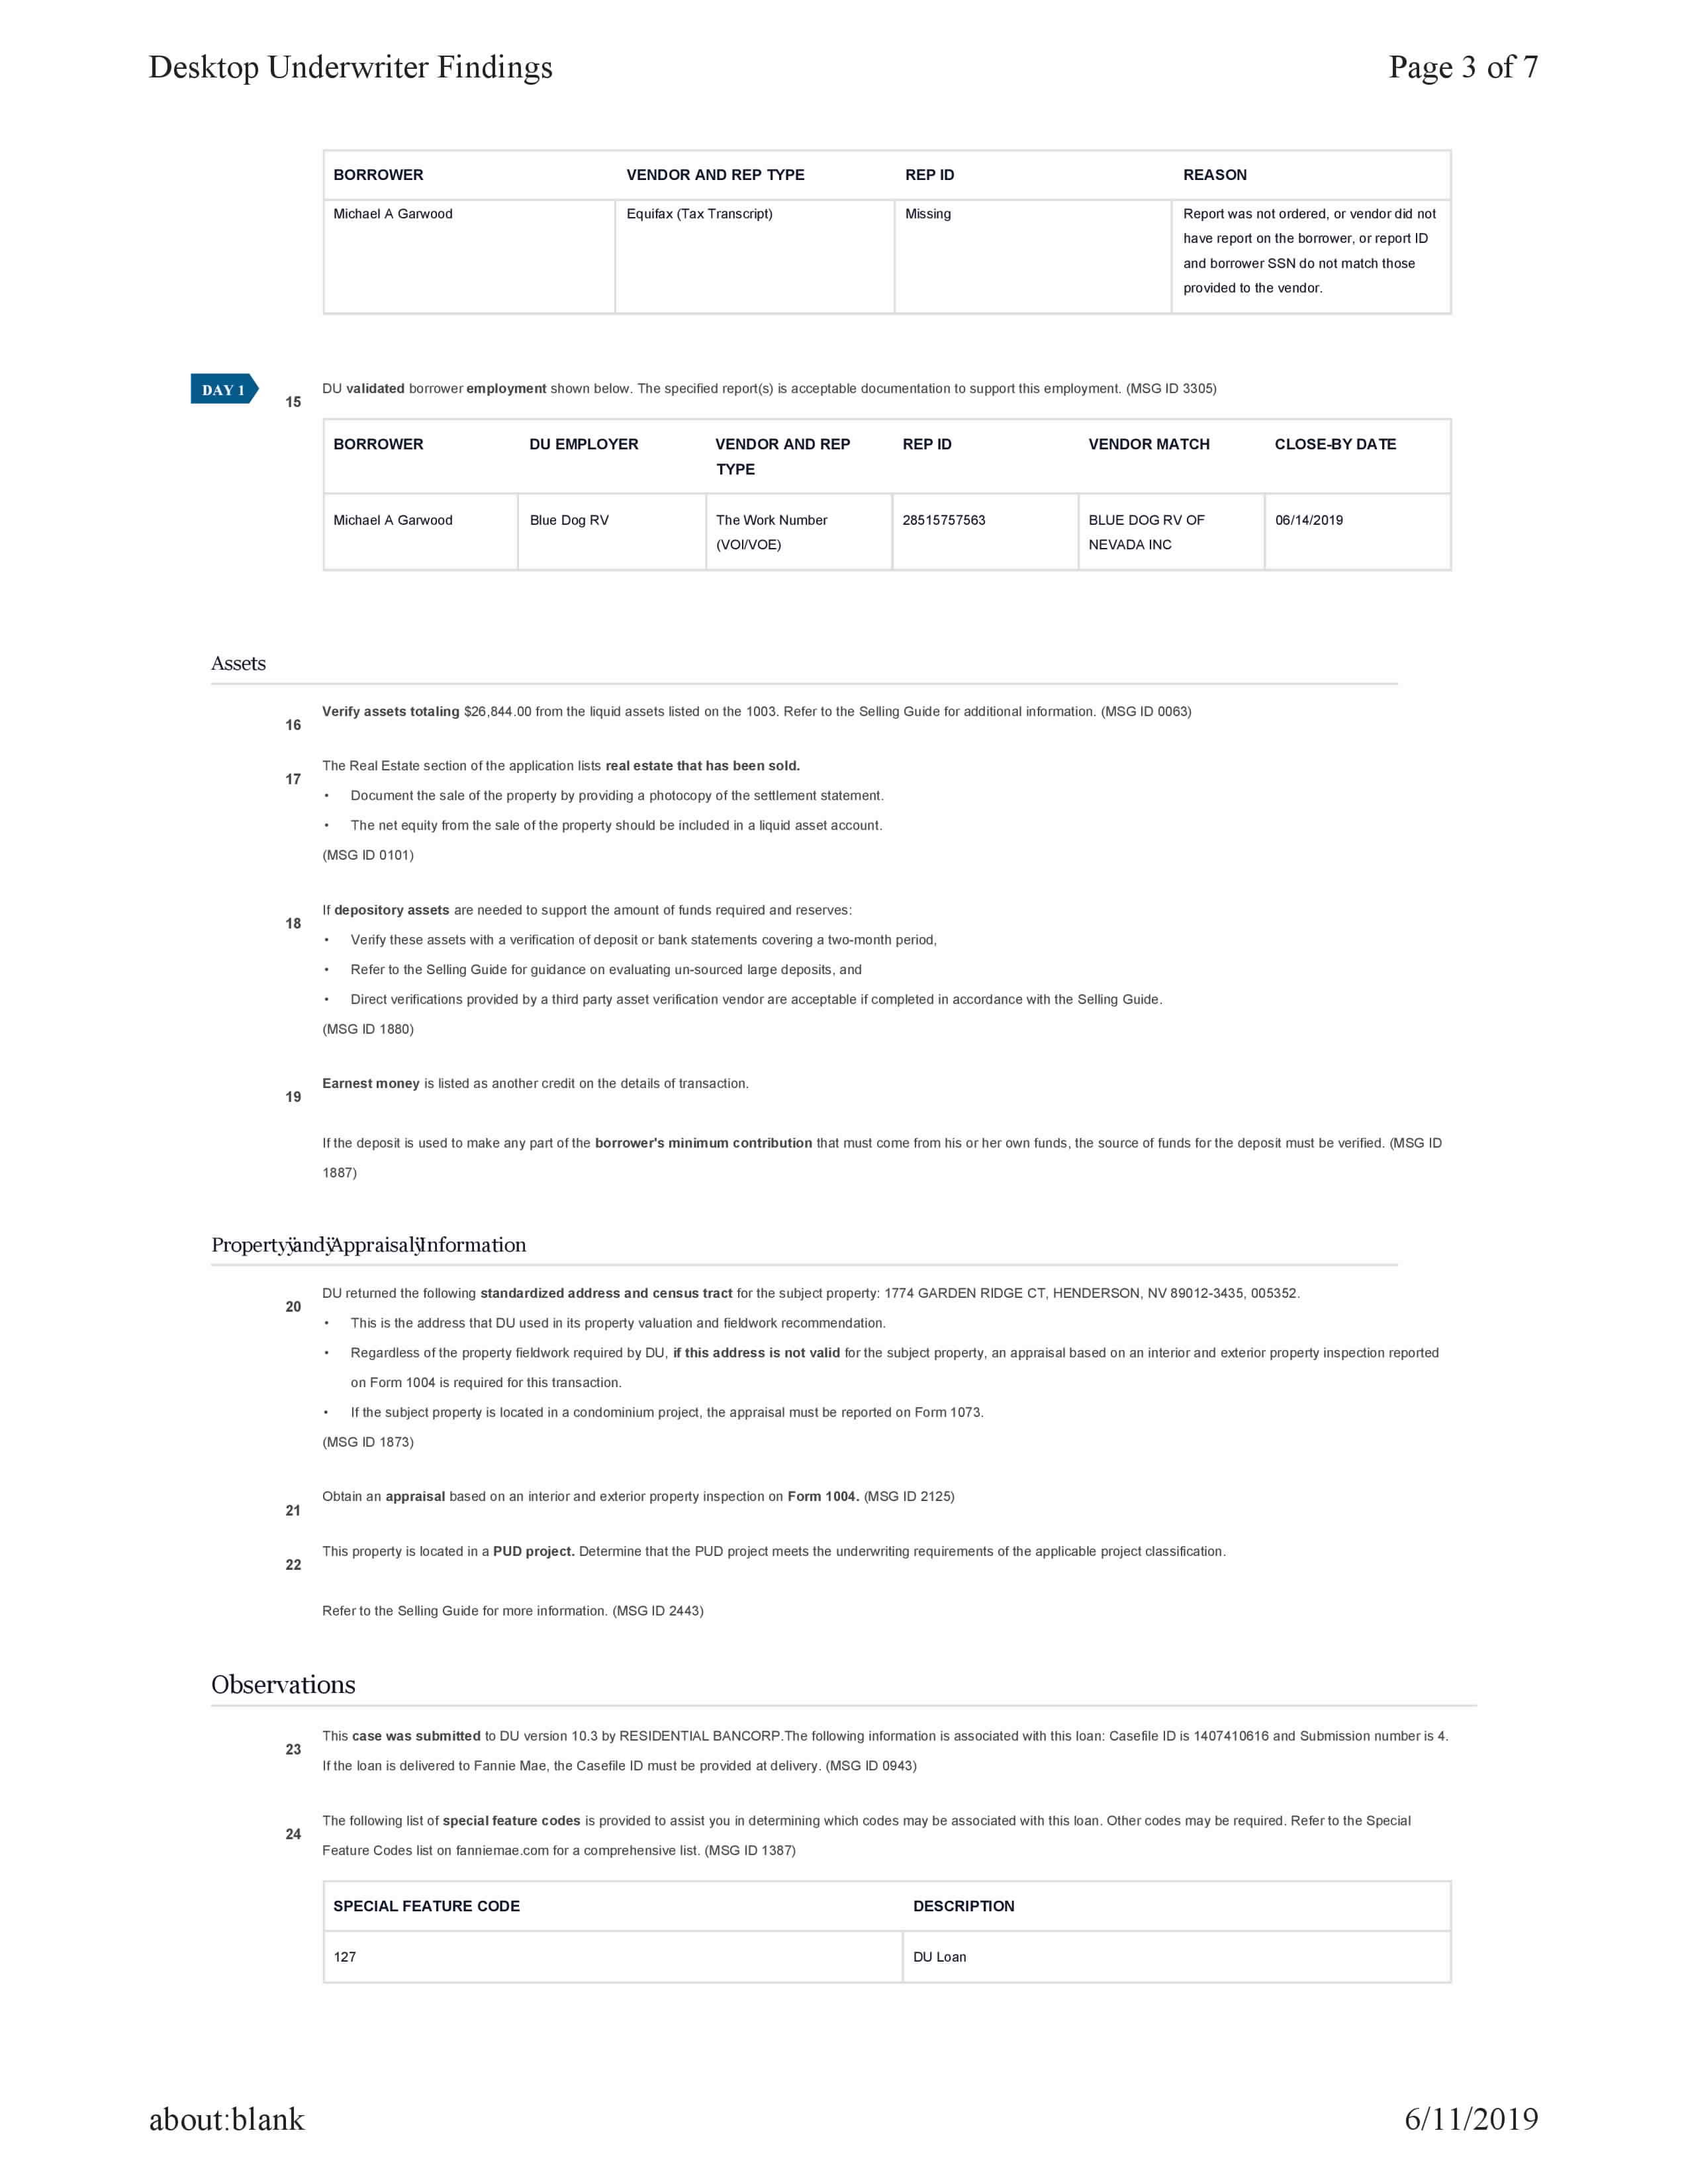 Desktop Underwriter Findings Page 3 of 7
BORROWER VENDOR AND REP TYPE REP ID REASON
Michael A Garwood Equifax (Tax Transcript) Missing Report was not ordered, or vendor did not
have report on the borrower, or report ID
and borrower SSN do not match those
provided to the vendor.
DAY 1
15 DU validated borrower employment shown below. The specified report(s) is acceptable documentation to support this employment. (MSG ID 3305)
BORROWER DU EMPLOYER VENDOR AND REP REP ID VENDOR MATCH CLOSE-BY DATE
TYPE
Michael A Garwood Blue Dog RV The Work Number 28515757563 BLUE DOG RV OF 06/14/2019
(VOI/VOE) NEVADA INC
Assets
16 Verify assets totaling $26,844.00 from the liquid assets listed on the 1003. Refer to the Selling Guide for additional information. (MSG ID 0063)
17 The Real Estate section of the application lists real estate that has been sold.
• Document the sale of the property by providing a photocopy of the settlement statement.
• The net equity from the sale of the property should be included in a liquid asset account.
(MSG ID 0101)
18 If depository assets are needed to support the amount of funds required and reserves:
• Verify these assets with a verification of deposit or bank statements covering a two-month period,
• Refer to the Selling Guide for guidance on evaluating un-sourced large deposits, and
• Direct verifications provided by a third party asset verification vendor are acceptable if completed in accordance with the Selling Guide.
(MSG ID 1880)
19 Earnest money is listed as another credit on the details of transaction.
If the deposit is used to make any part of the borrower's minimum contribution that must come from his or her own funds, the source of funds for the deposit must be verified. (MSG ID
1887)
PropertyÿandÿAppraisalÿInformation
20 DU returned the following standardized address and census tract for the subject property: 1774 GARDEN RIDGE CT, HENDERSON, NV 89012-3435, 005352.
• This is the address that DU used in its property valuation and fieldwork recommendation.
• Regardless of the property fieldwork required by DU, if this address is not valid for the subject property, an appraisal based on an interior and exterior property inspection reported
on Form 1004 is required for this transaction.
• If the subject property is located in a condominium project, the appraisal must be reported on Form 1073.
(MSG ID 1873)
21 Obtain an appraisal based on an interior and exterior property inspection on Form 1004. (MSG ID 2125)
22 This property is located in a PUD project. Determine that the PUD project meets the underwriting requirements of the applicable project classification.
Refer to the Selling Guide for more information. (MSG ID 2443)
Observations
23 This case was submitted to DU version 10.3 by RESIDENTIAL BANCORP.The following information is associated with this loan: Casefile ID is 1407410616 and Submission number is 4.
If the loan is delivered to Fannie Mae, the Casefile ID must be provided at delivery. (MSG ID 0943)
24 The following list of special feature codes is provided to assist you in determining which codes may be associated with this loan. Other codes may be required. Refer to the Special
Feature Codes list on fanniemae.com for a comprehensive list. (MSG ID 1387)
SPECIAL FEATURE CODE DESCRIPTION
127 DU Loan
about:blank 6/11/2019